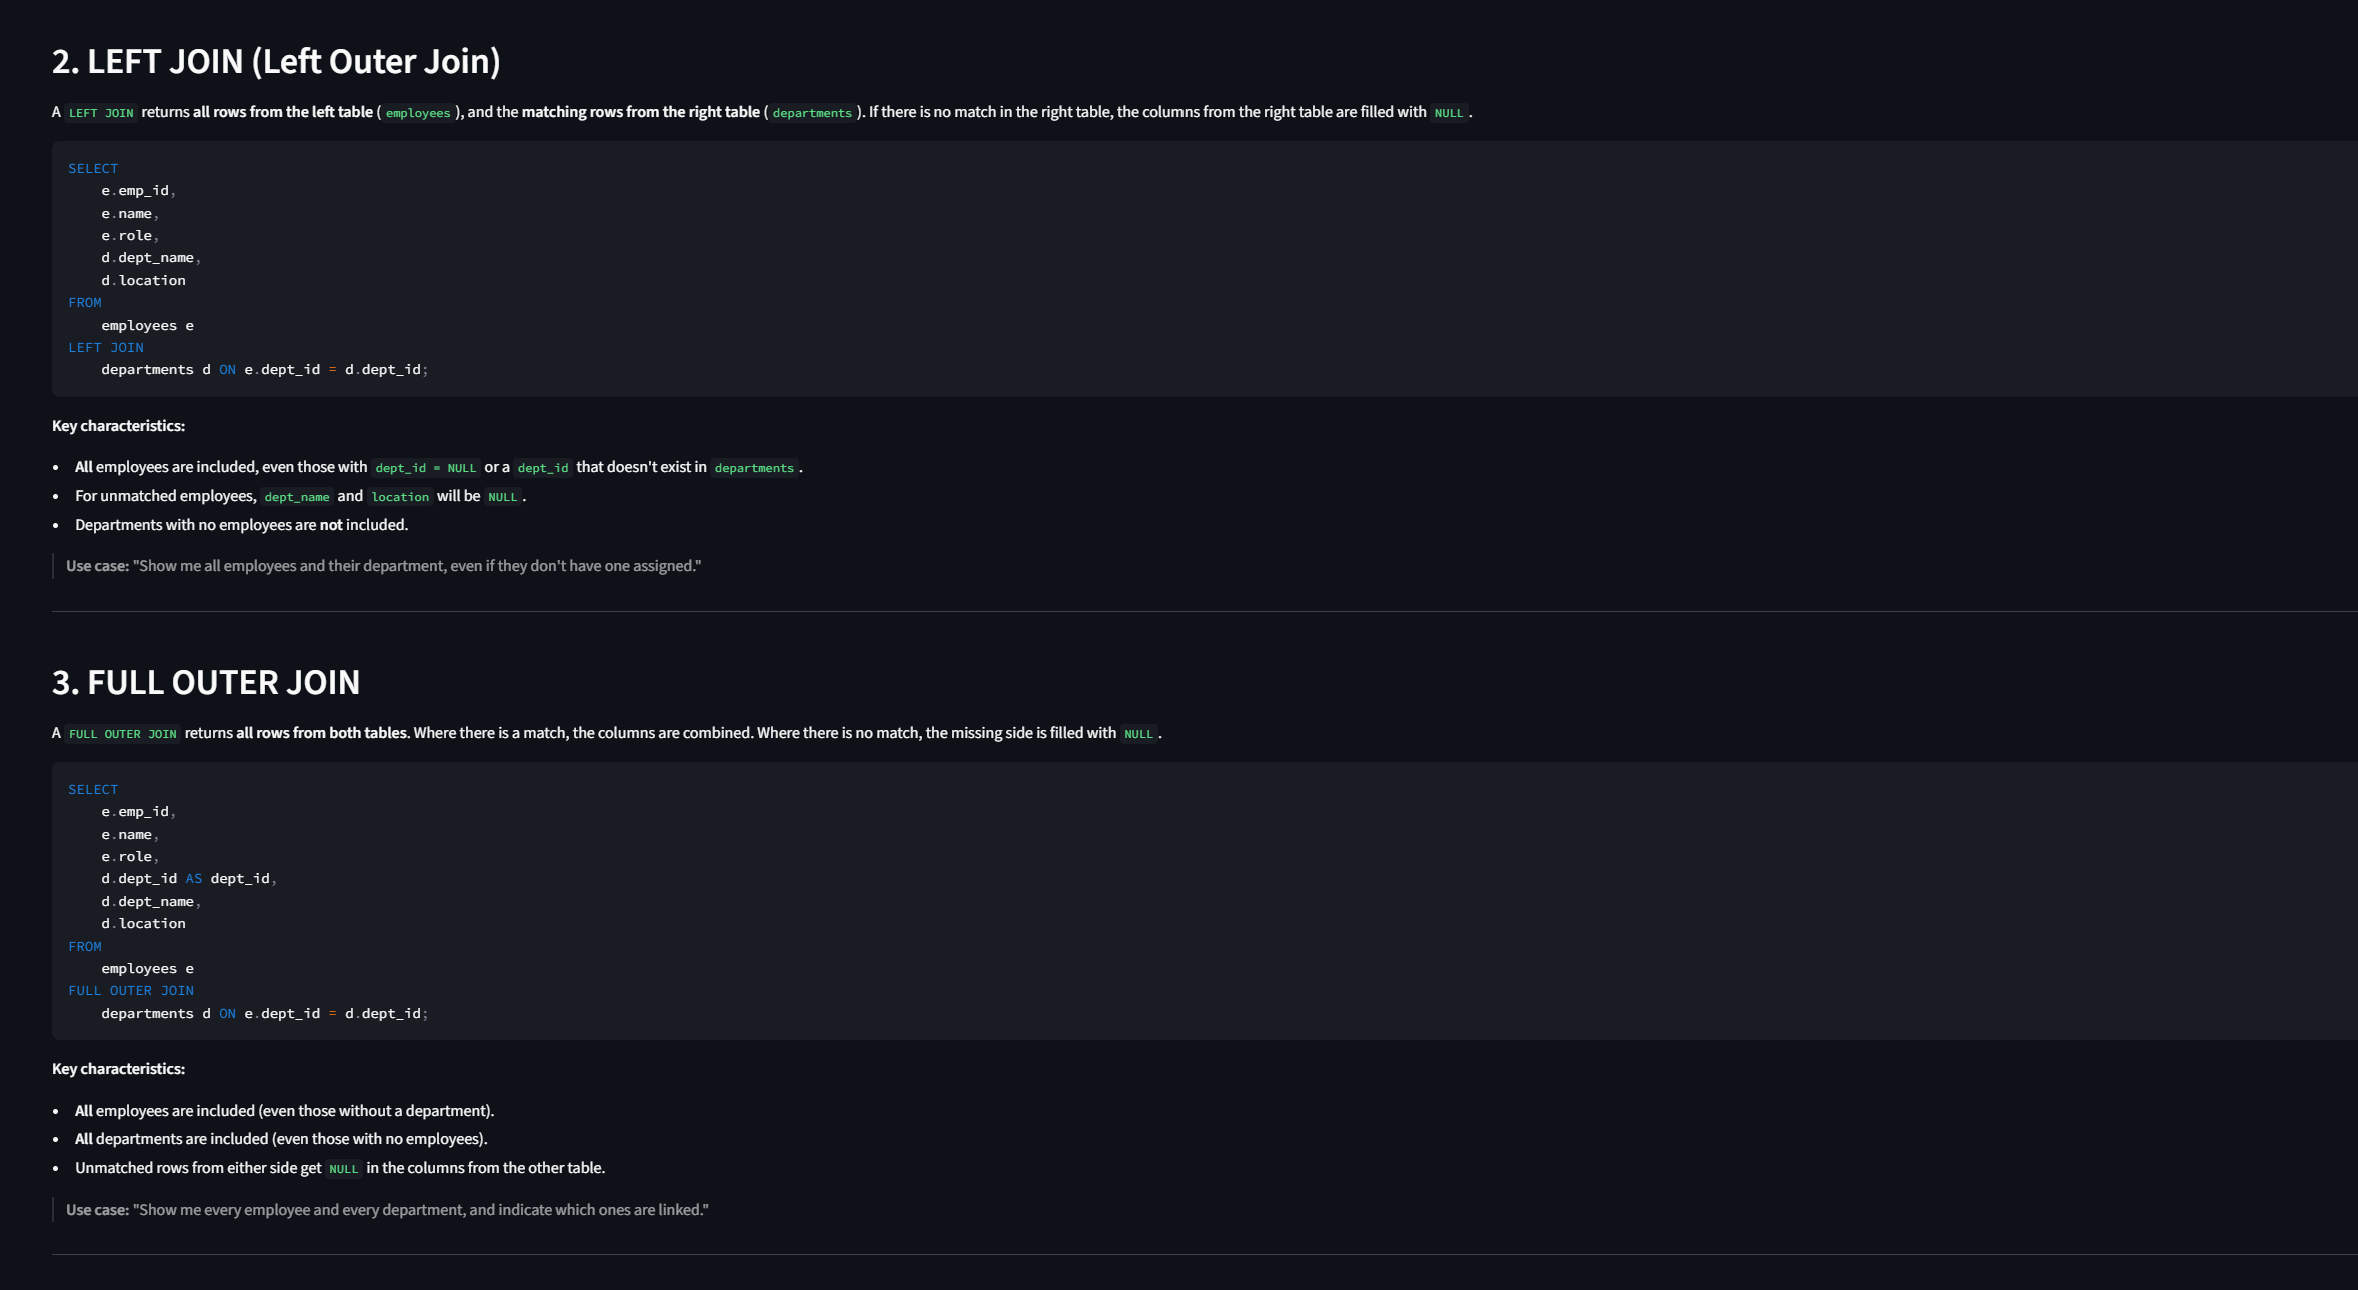 2. LEFT JOIN (Left Outer Join)
A LEFT JOIN returns all rows from the left table ( employees ), and the matching rows from the right table ( departments ). If there is no match in the right table, the columns from the right table are filled with NULL .
SELECT
    e.emp_id,
    e.name,
    e.role,
    d.dept_name,
    d.location
FROM
    employees e
LEFT JOIN
    departments d ON e.dept_id = d.dept_id;
Key characteristics:
• All employees are included, even those with dept_id = NULL or a dept_id that doesn't exist in departments .
• For unmatched employees, dept_name and location will be NULL .
• Departments with no employees are not included.
Use case: "Show me all employees and their department, even if they don't have one assigned."
3. FULL OUTER JOIN
A FULL OUTER JOIN returns all rows from both tables. Where there is a match, the columns are combined. Where there is no match, the missing side is filled with NULL .
SELECT
    e.emp_id,
    e.name,
    e.role,
    d.dept_id AS dept_id,
    d.dept_name,
    d.location
FROM
    employees e
FULL OUTER JOIN
    departments d ON e.dept_id = d.dept_id;
Key characteristics:
• All employees are included (even those without a department).
• All departments are included (even those with no employees).
• Unmatched rows from either side get NULL in the columns from the other table.
Use case: "Show me every employee and every department, and indicate which ones are linked."